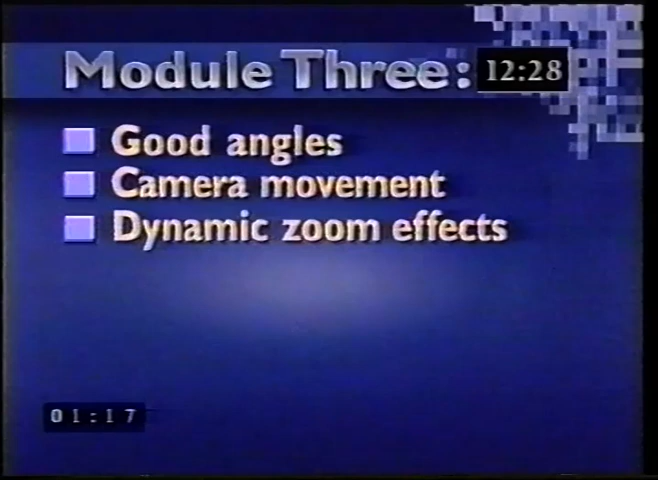 Module Three: 12:28
Good angles
Camera movement
Dynamic zoom effects
01:17